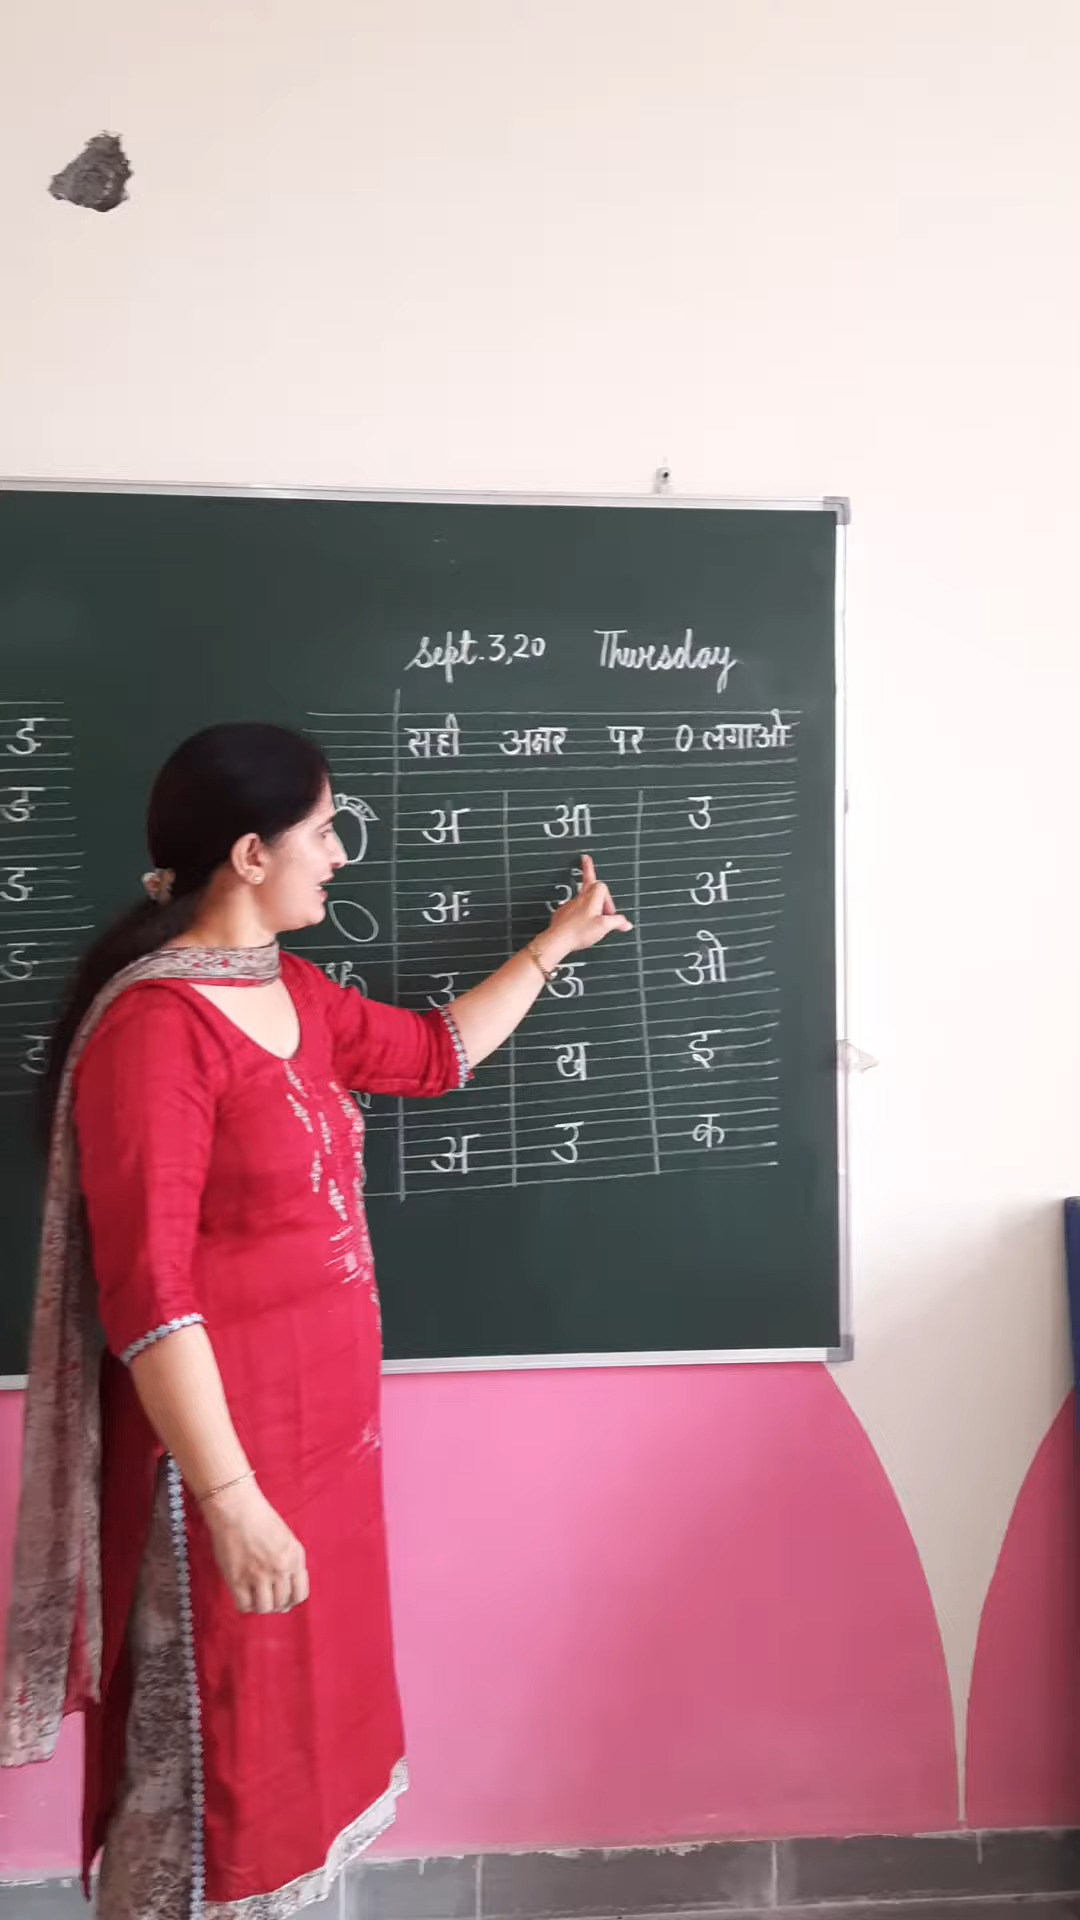 Sept. 3, 20 Thursday
सही अक्षर पर 0 लगाओ
ङ
अ आ उ
ङ
अः अं
ङ
उ ऊ ओ
ङ
ख इ
अ उ क